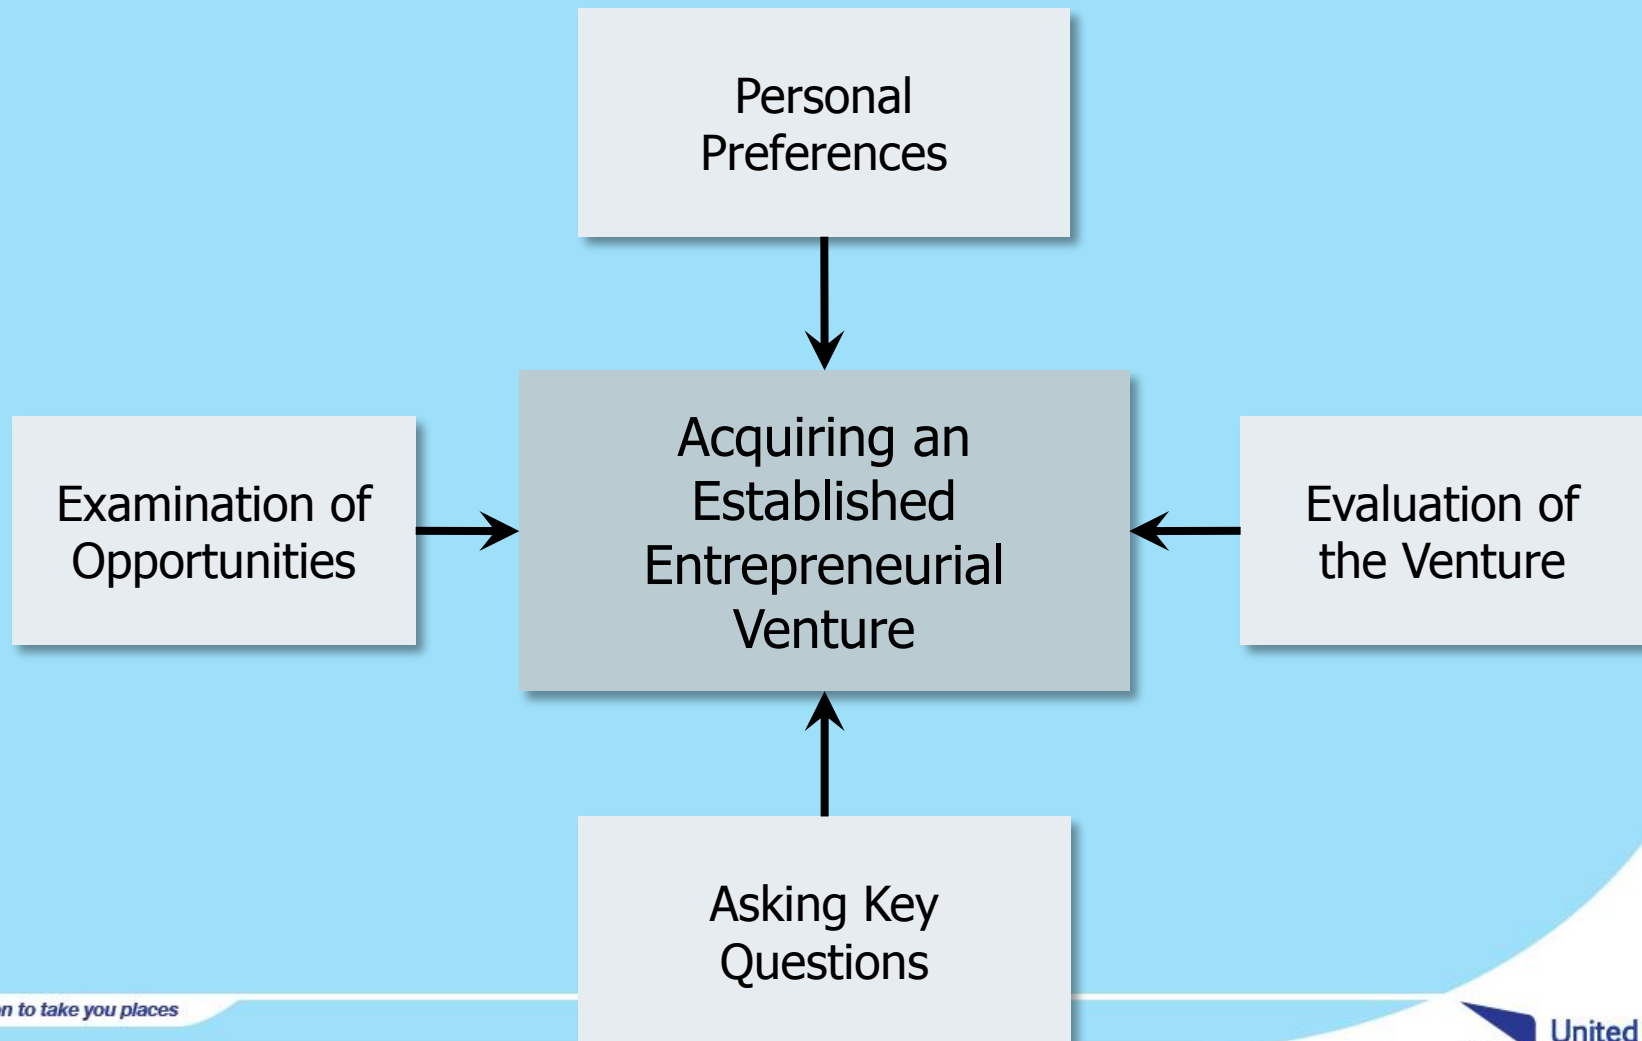 Personal
Preferences
Acquiring an
Established
Entrepreneurial
Venture
Examination of
Opportunities
Evaluation of
the Venture
Asking Key
Questions
to take you places
United